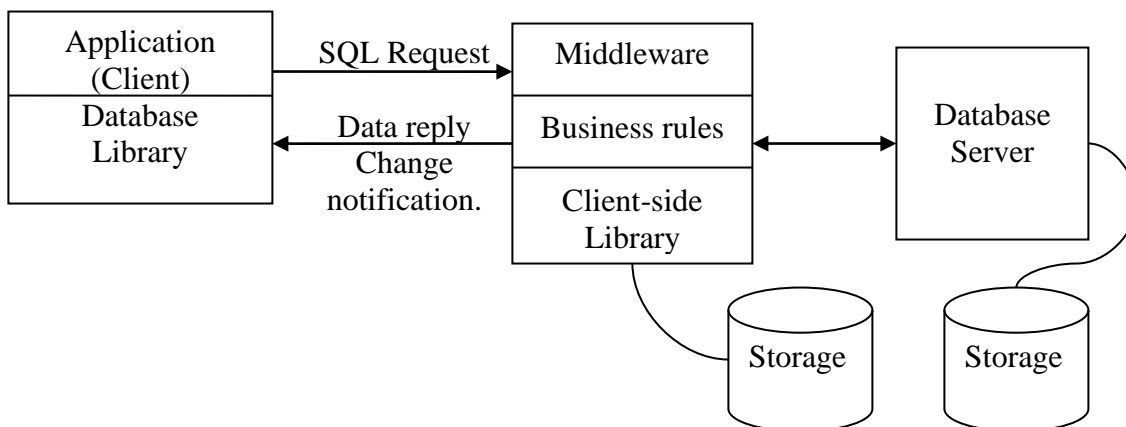 Application
(Client)
Database
Library
SQL Request
Data reply
Change
notification.
Middleware
Business rules
Client-side
Library
Database
Server
Storage
Storage